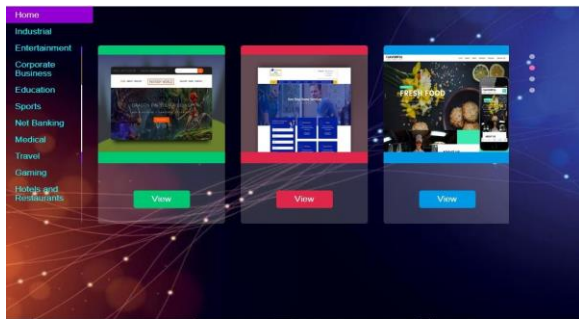 Home
Industrial
Entertainment
Corporate
Business
Education
Sports
Net Banking
Medical
Travel
Gaming
Hotels and
Restaurants
FRESH FOOD
View
View
View